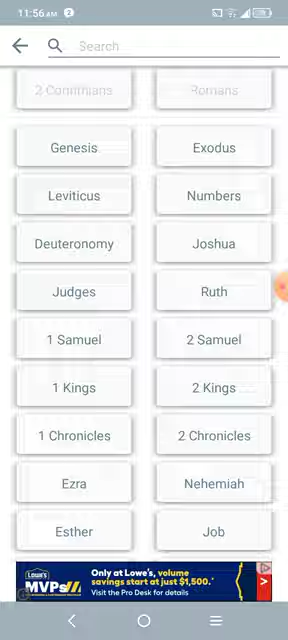 11:56 AM 2
Search
2 Corinthians Romans
Genesis Exodus
Leviticus Numbers
Deuteronomy Joshua
Judges Ruth
1 Samuel 2 Samuel
1 Kings 2 Kings
1 Chronicles 2 Chronicles
Ezra Nehemiah
Esther Job
Lowe's
MVPs
Only at Lowe's, volume
savings start at just $1,500.*
Visit the Pro Desk for details